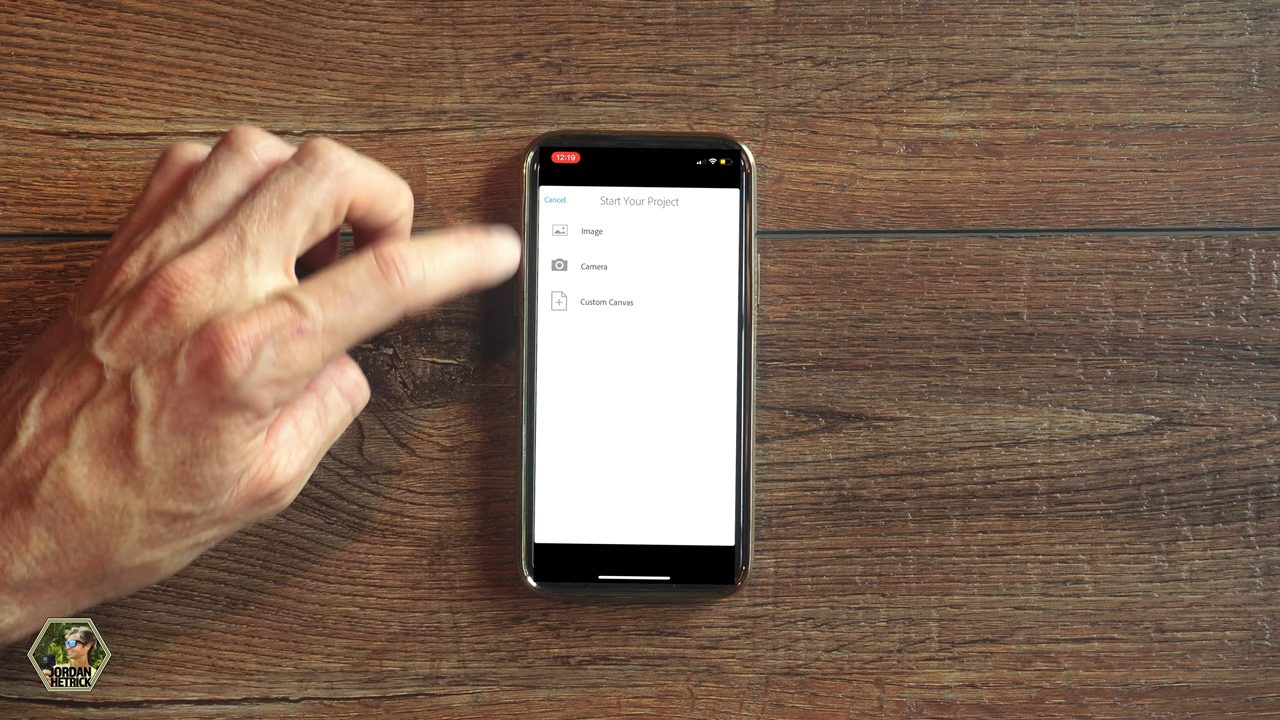 12:19
Cancel
Start Your Project
Image
Camera
Custom Canvas
JORDAN
HETRICK